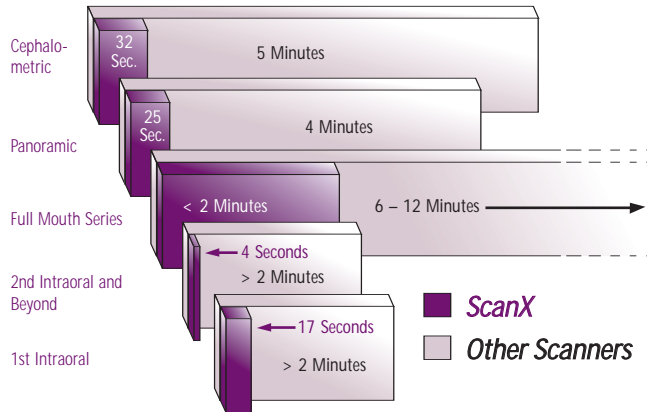 Cephalo-
metric
32
Sec.
5 Minutes
Panoramic
25
Sec.
4 Minutes
Full Mouth Series
< 2 Minutes
6 – 12 Minutes
2nd Intraoral and
Beyond
4 Seconds
> 2 Minutes
1st Intraoral
17 Seconds
> 2 Minutes
ScanX
Other Scanners